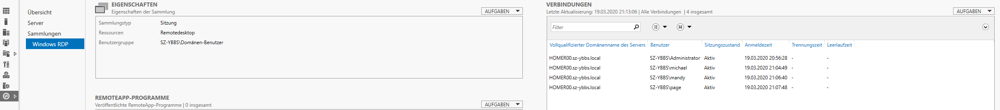 Übersicht
Server
Sammlungen
Windows RDP
EIGENSCHAFTEN
Eigenschaften der Sammlung
AUFGABEN
Sammlungstyp Sitzung
Ressourcen Remotedesktop
Benutzergruppe SZ-YBBS\Domänen-Benutzer
REMOTEAPP-PROGRAMME
Veröffentlichte RemoteApp-Programme | 0 insgesamt
AUFGABEN
VERBINDUNGEN
Letzte Aktualisierung: 19.03.2020 21:13:06 | Alle Verbindungen | 4 insgesamt
AUFGABEN
Filter
Vollqualifizierter Domänenname des Servers Benutzer Sitzungszustand Anmeldezeit Trennungszeit Leerlaufzeit
HOMER00.sz-ybbs.local SZ-YBBS\Administrator Aktiv 19.03.2020 20:56:28 - -
HOMER00.sz-ybbs.local SZ-YBBS\michael Aktiv 19.03.2020 21:04:49 - -
HOMER00.sz-ybbs.local SZ-YBBS\mandy Aktiv 19.03.2020 21:06:40 - -
HOMER00.sz-ybbs.local SZ-YBBS\page Aktiv 19.03.2020 21:07:48 - -